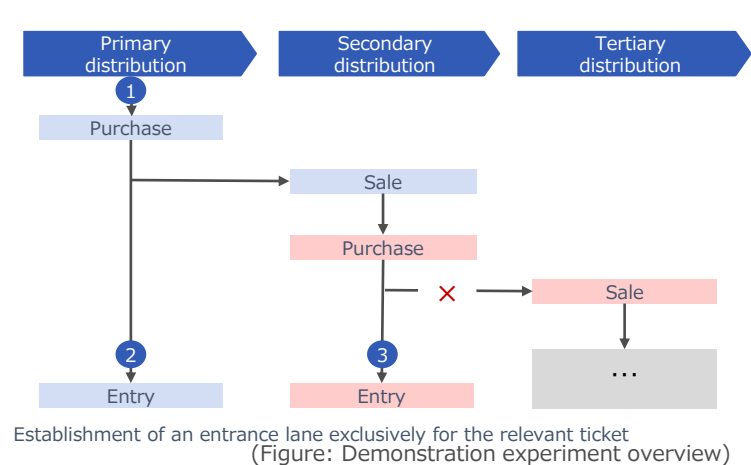 Primary
distribution
Secondary
distribution
Tertiary
distribution
1
Purchase
Sale
Purchase
×
Sale
2
3
...
Entry
Entry
Establishment of an entrance lane exclusively for the relevant ticket
(Figure: Demonstration experiment overview)